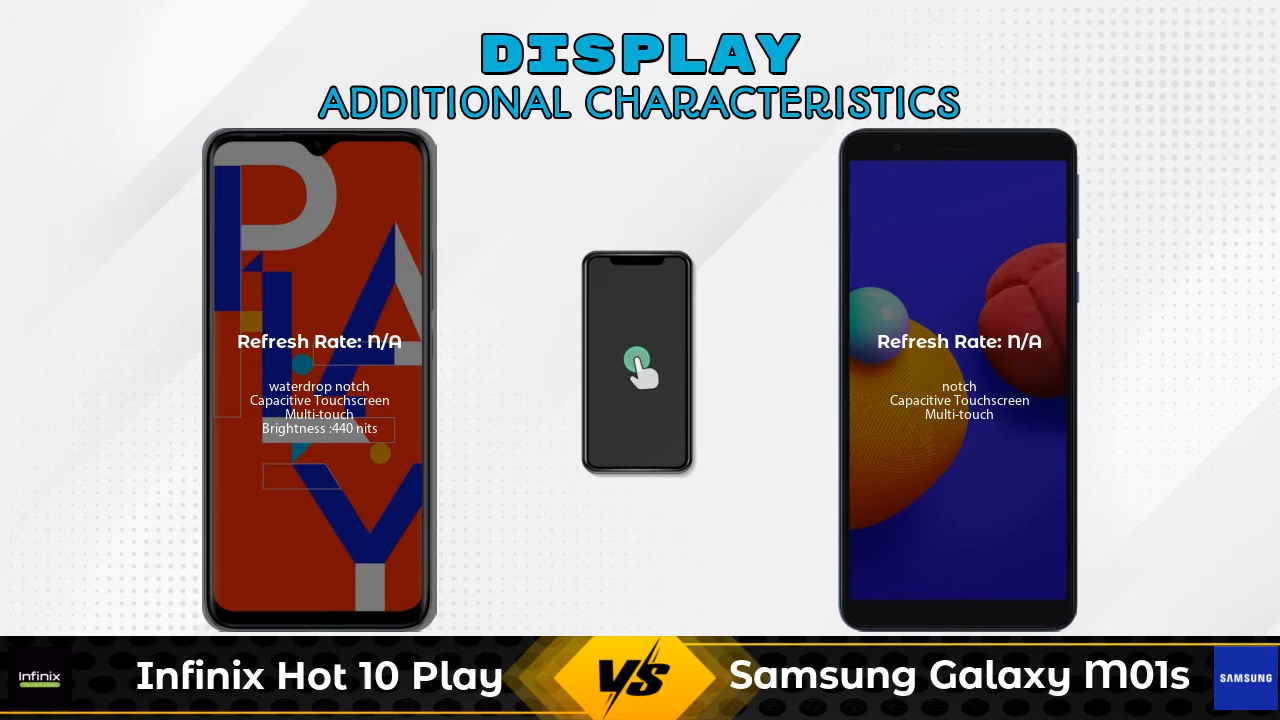 DISPLAY
ADDITIONAL CHARACTERISTICS
PLAY
Refresh Rate: N/A
waterdrop notch
Capacitive Touchscreen
Multi-touch
Brightness :440 nits
Refresh Rate: N/A
notch
Capacitive Touchscreen
Multi-touch
Infinix
Infinix Hot 10 Play
VS
Samsung Galaxy M01s
SAMSUNG